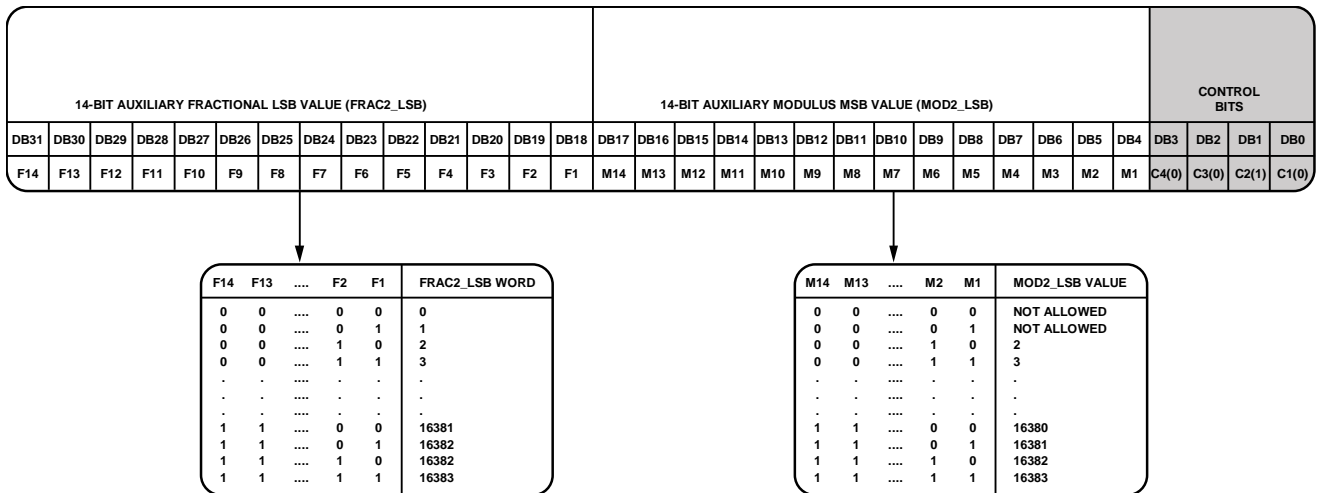 14-BIT AUXILIARY FRACTIONAL LSB VALUE (FRAC2_LSB) 14-BIT AUXILIARY MODULUS MSB VALUE (MOD2_LSB) CONTROL
BITS
DB31 DB30 DB29 DB28 DB27 DB26 DB25 DB24 DB23 DB22 DB21 DB20 DB19 DB18 DB17 DB16 DB15 DB14 DB13 DB12 DB11 DB10 DB9 DB8 DB7 DB6 DB5 DB4 DB3 DB2 DB1 DB0
F14 F13 F12 F11 F10 F9 F8 F7 F6 F5 F4 F3 F2 F1 M14 M13 M12 M11 M10 M9 M8 M7 M6 M5 M4 M3 M2 M1 C4(0) C3(0) C2(1) C1(0)
F14 F13 .... F2 F1 FRAC2_LSB WORD
0 0 .... 0 0 0
0 0 .... 0 1 1
0 0 .... 1 0 2
0 0 .... 1 1 3
. . .... . . .
. . .... . . .
. . .... . . .
1 1 .... 0 0 16381
1 1 .... 0 1 16382
1 1 .... 1 0 16382
1 1 .... 1 1 16383
M14 M13 .... M2 M1 MOD2_LSB VALUE
0 0 .... 0 0 NOT ALLOWED
0 0 .... 0 1 NOT ALLOWED
0 0 .... 1 0 2
0 0 .... 1 1 3
. . .... . . .
. . .... . . .
. . .... . . .
1 1 .... 0 0 16380
1 1 .... 0 1 16381
1 1 .... 1 0 16382
1 1 .... 1 1 16383